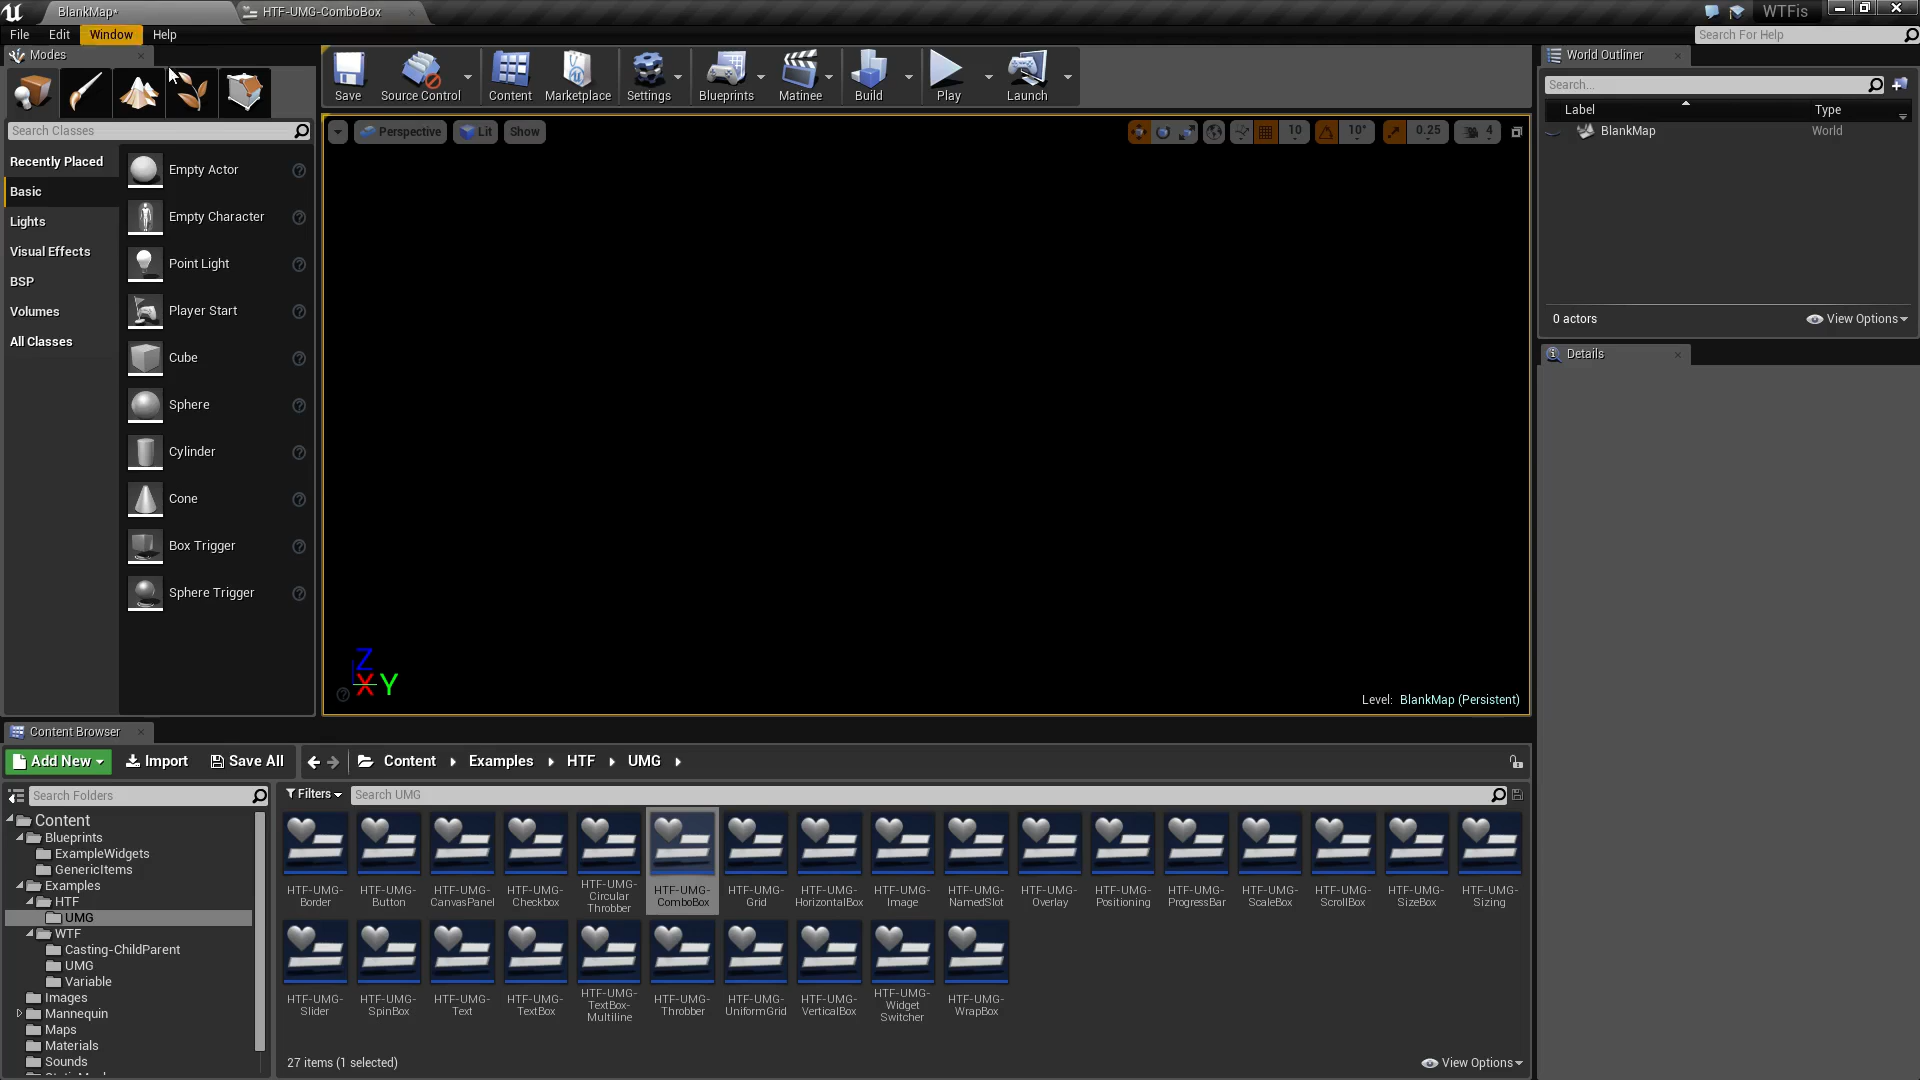 BlankMap*
HTF-UMG-ComboBox
WTFis
File Edit Window Help
Search For Help
Modes
Save
Source Control
Content
Marketplace
Settings
Blueprints
Matinee
Build
Play
Launch
World Outliner
Search...
Label
Type
BlankMap
World
0 actors
View Options
Details
Search Classes
Recently Placed
Basic
Lights
Visual Effects
BSP
Volumes
All Classes
Empty Actor
Empty Character
Point Light
Player Start
Cube
Sphere
Cylinder
Cone
Box Trigger
Sphere Trigger
Perspective
Lit
Show
10
10°
0.25
4
Z
X Y
Level: BlankMap (Persistent)
Content Browser
Add New
Import
Save All
Content
Examples
HTF
UMG
Search Folders
Filters
Search UMG
Content
Blueprints
ExampleWidgets
GenericItems
Examples
HTF
UMG
WTF
Casting-ChildParent
UMG
Variable
Images
Mannequin
Maps
Materials
Sounds
HTF-UMG-
Border
HTF-UMG-
Button
HTF-UMG-
CanvasPanel
HTF-UMG-
Checkbox
HTF-UMG-
Circular
Throbber
HTF-UMG-
ComboBox
HTF-UMG-
Grid
HTF-UMG-
HorizontalBox
HTF-UMG-
Image
HTF-UMG-
NamedSlot
HTF-UMG-
Overlay
HTF-UMG-
Positioning
HTF-UMG-
ProgressBar
HTF-UMG-
ScaleBox
HTF-UMG-
ScrollBox
HTF-UMG-
SizeBox
HTF-UMG-
Sizing
HTF-UMG-
Slider
HTF-UMG-
SpinBox
HTF-UMG-
Text
HTF-UMG-
TextBox
HTF-UMG-
TextBox-
Multiline
HTF-UMG-
Throbber
HTF-UMG-
UniformGrid
HTF-UMG-
VerticalBox
HTF-UMG-
Widget
Switcher
HTF-UMG-
WrapBox
27 items (1 selected)
View Options